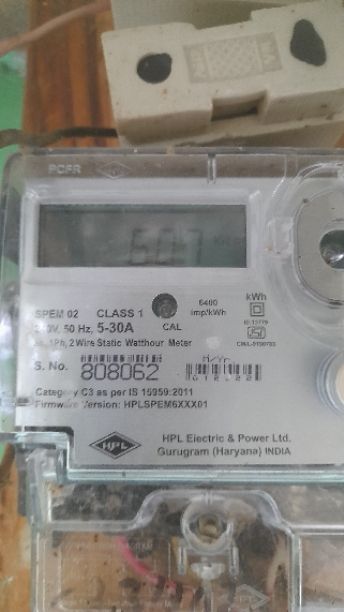 SPEM 02 CLASS 1
6400 imp/kWh
kWh
50 Hz, 5-30A CAL
1Ph, 2 Wire Static Watthour Meter
S. No. 808062
M/Yr.
Category C3 as per IS 15959:2011
Firmware Version: HPLSPEM6XXX01
HPL
HPL Electric & Power Ltd.
Gurugram (Haryana) INDIA
HPL